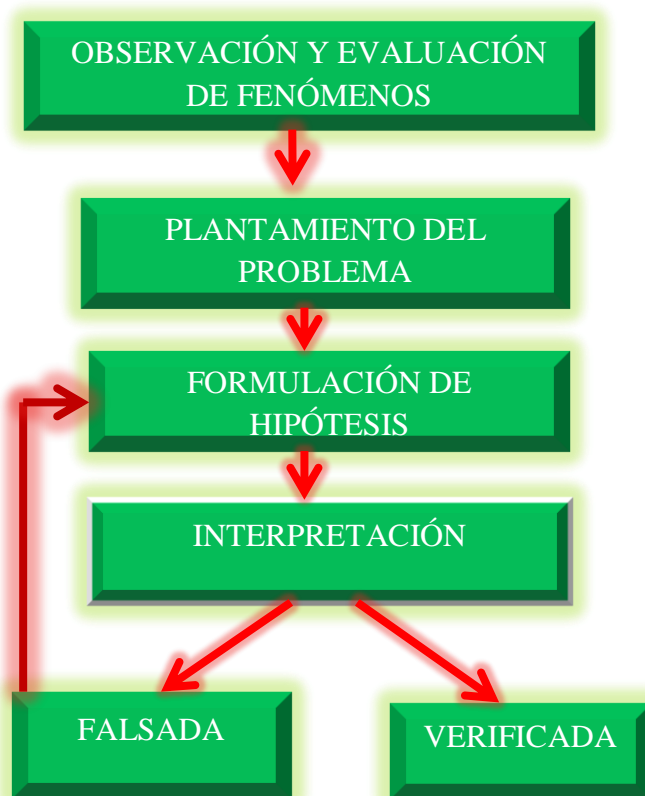 OBSERVACIÓN Y EVALUACIÓN
DE FENÓMENOS
PLANTAMIENTO DEL
PROBLEMA
FORMULACIÓN DE
HIPÓTESIS
INTERPRETACIÓN
FALSADA
VERIFICADA